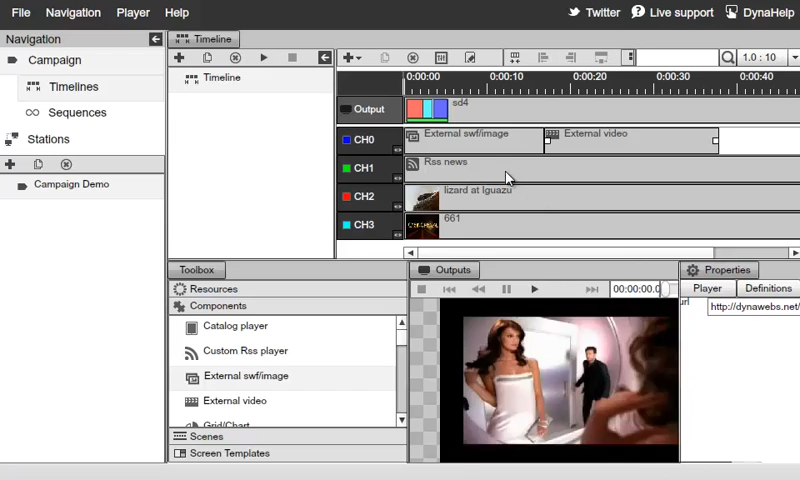 File Navigation Player Help Twitter Live support DynaHelp
Navigation
Campaign
Timelines
Sequences
Stations
Campaign Demo
Timeline
Timeline
1.0 : 10
0:00:00 0:00:10 0:00:20 0:00:30 0:00:40
Output sd4
CH0 External swf/image External video
CH1 Rss news
CH2 lizard at Iguazu
CH3 661
Toolbox
Resources
Components
Catalog player
Custom Rss player
External swf/image
External video
Grid/Chart
Scenes
Screen Templates
Outputs
00:00:00.0
Properties
Player Definitions
url http://dynawebs.net/